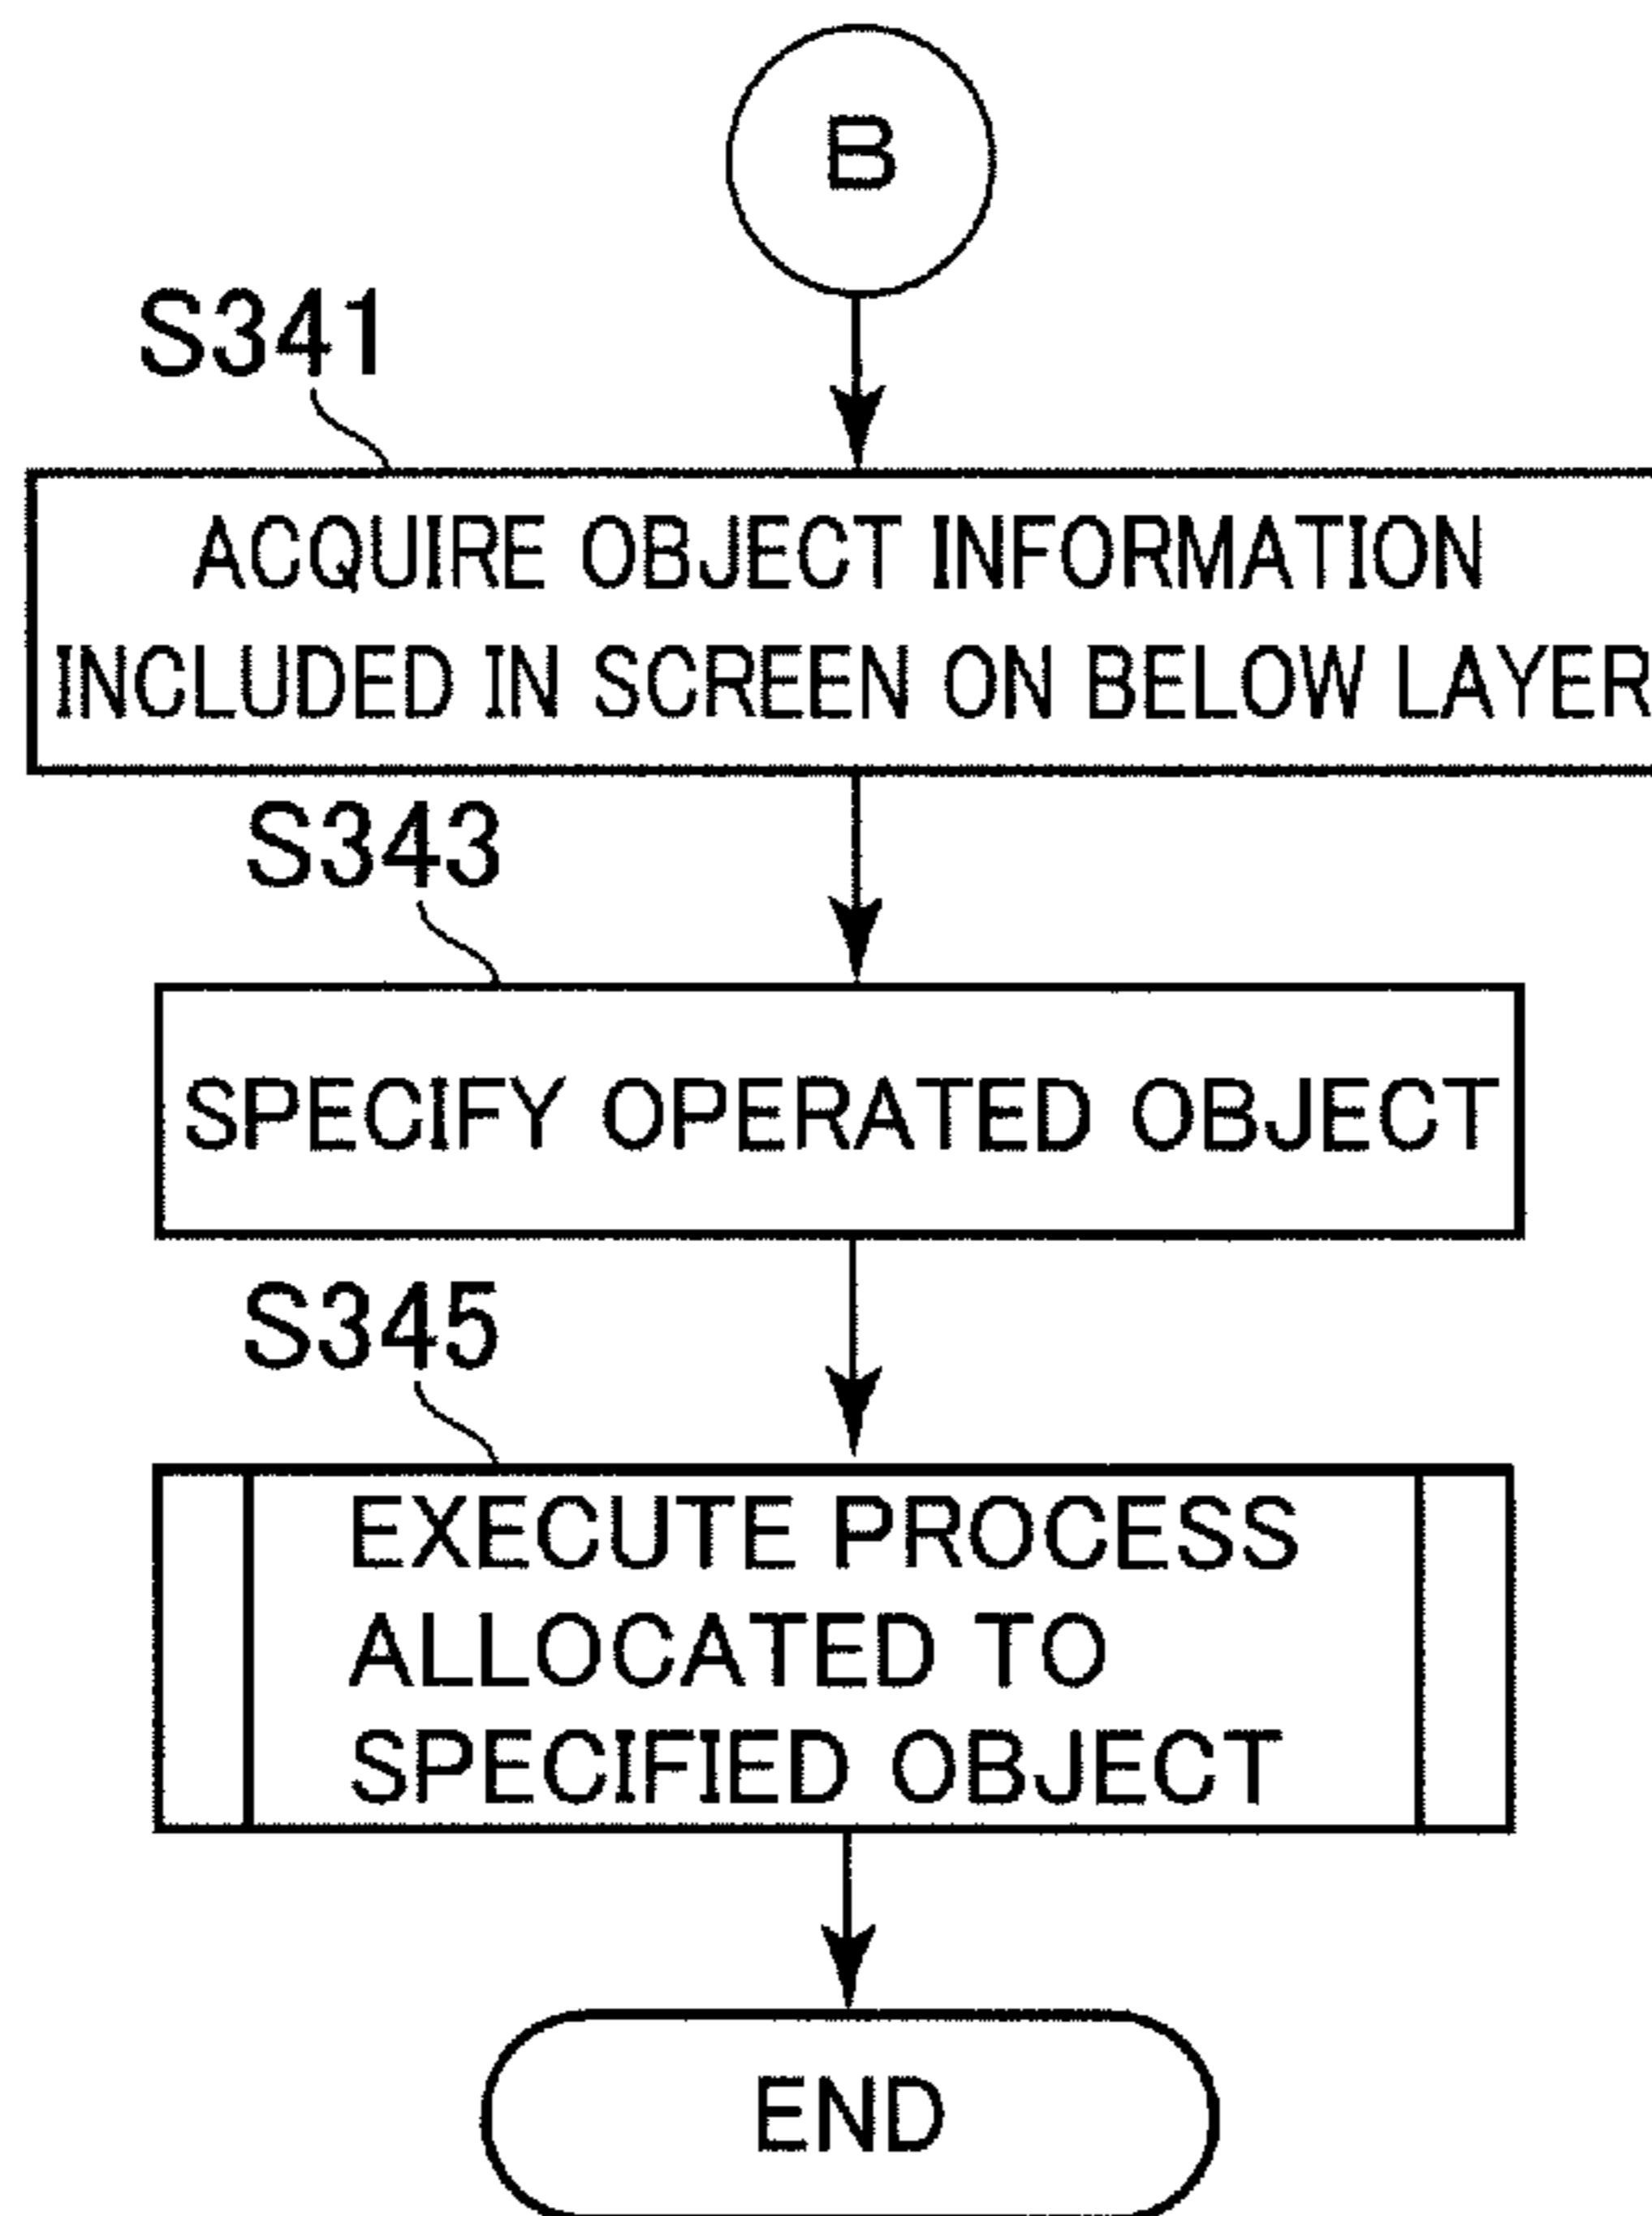 B
S341
ACQUIRE OBJECT INFORMATION
INCLUDED IN SCREEN ON BELOW LAYER
S343
SPECIFY OPERATED OBJECT
S345
EXECUTE PROCESS
ALLOCATED TO
SPECIFIED OBJECT
END